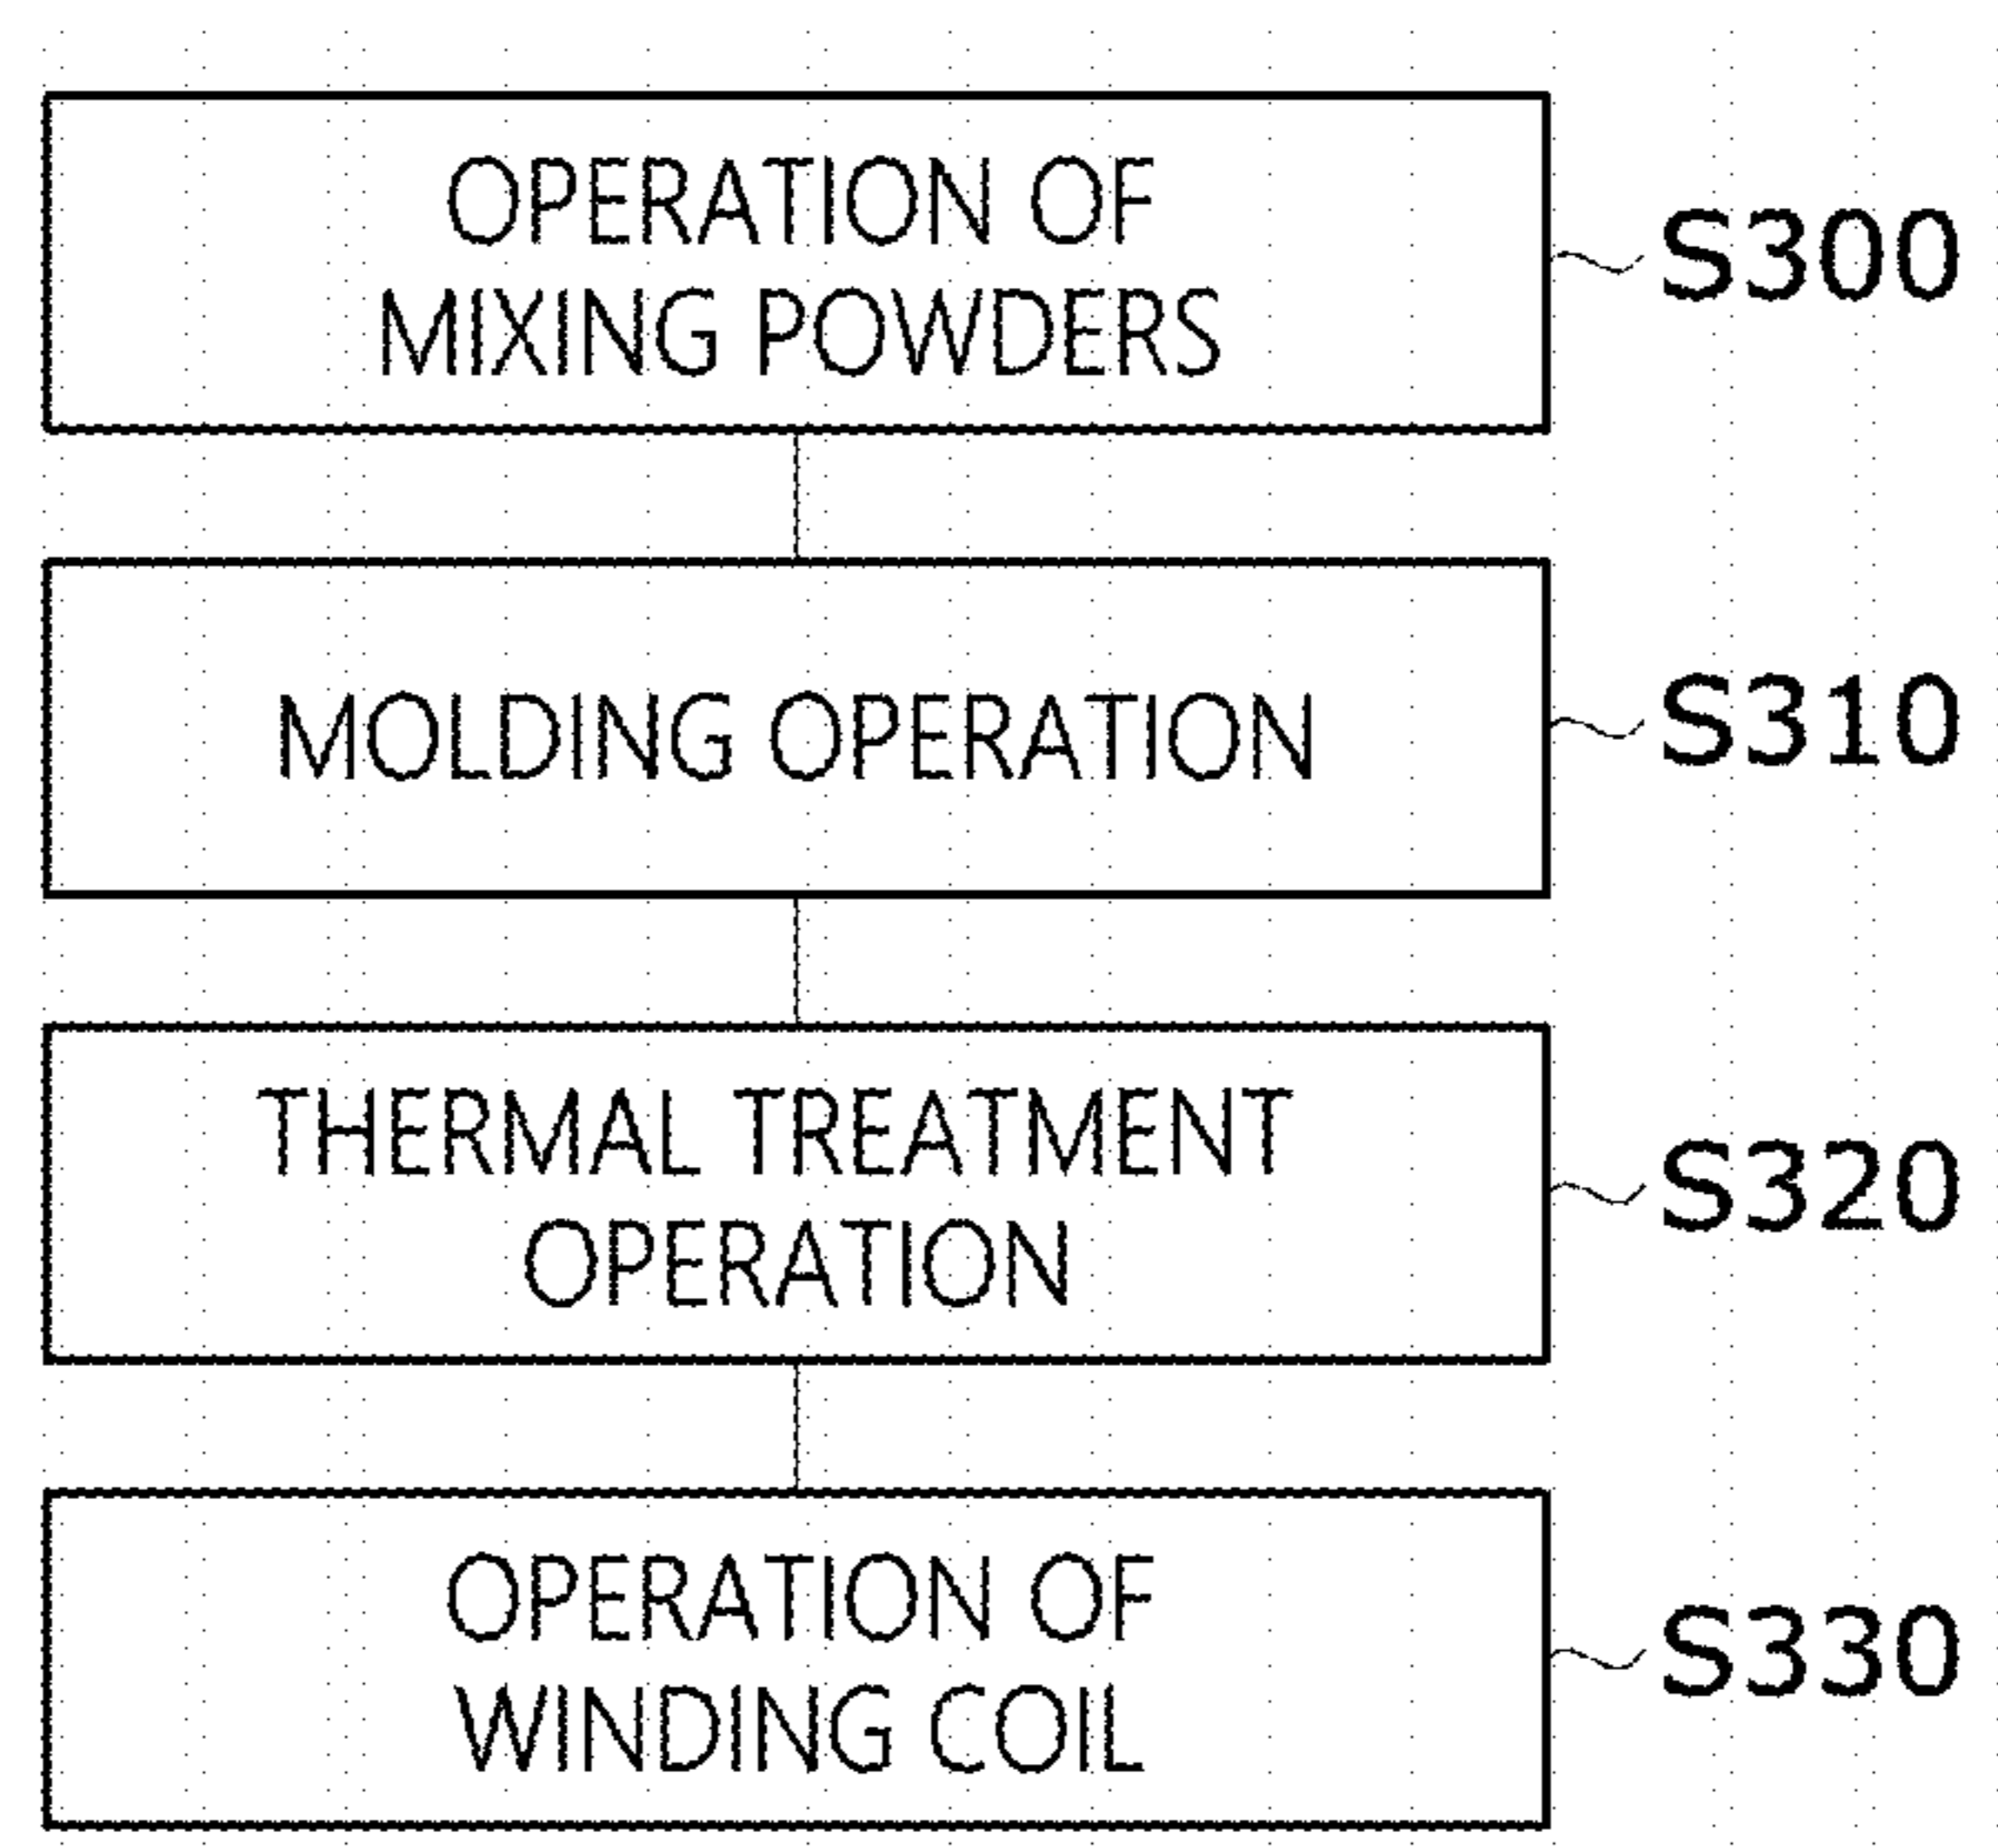 OPERATION OF
MIXING POWDERS
S300
MOLDING OPERATION
S310
THERMAL TREATMENT
OPERATION
S320
OPERATION OF
WINDING COIL
S330